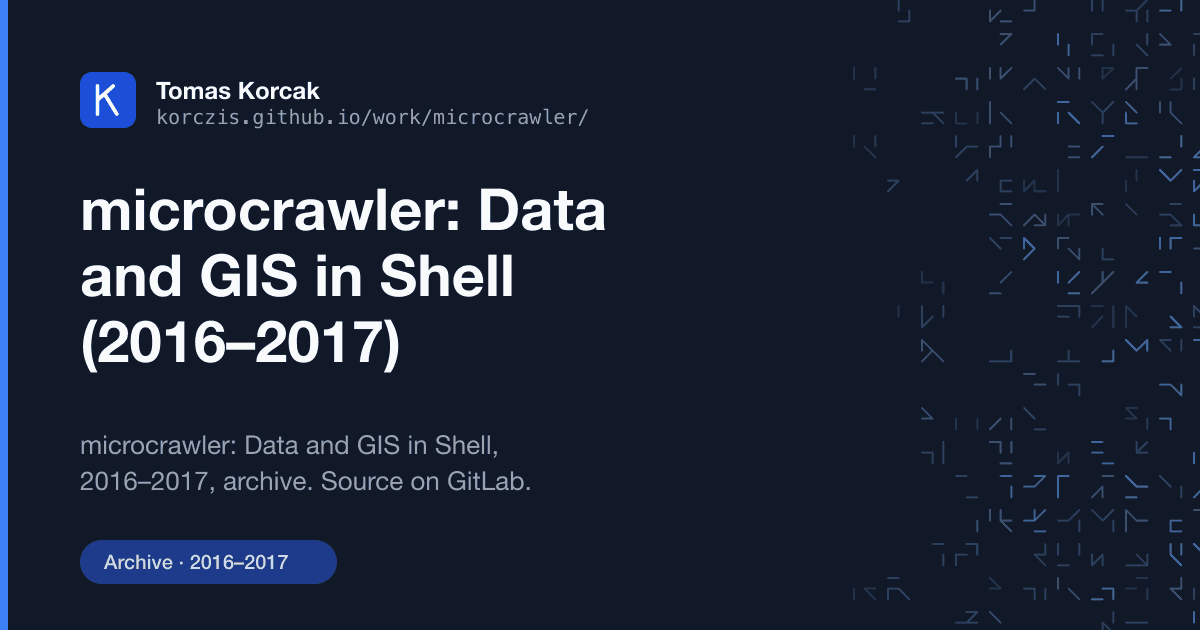 K
Tomas Korcak
korczis.github.io/work/microcrawler/
microcrawler: Data
and GIS in Shell
(2016–2017)
microcrawler: Data and GIS in Shell,
2016–2017, archive. Source on GitLab.
Archive · 2016–2017